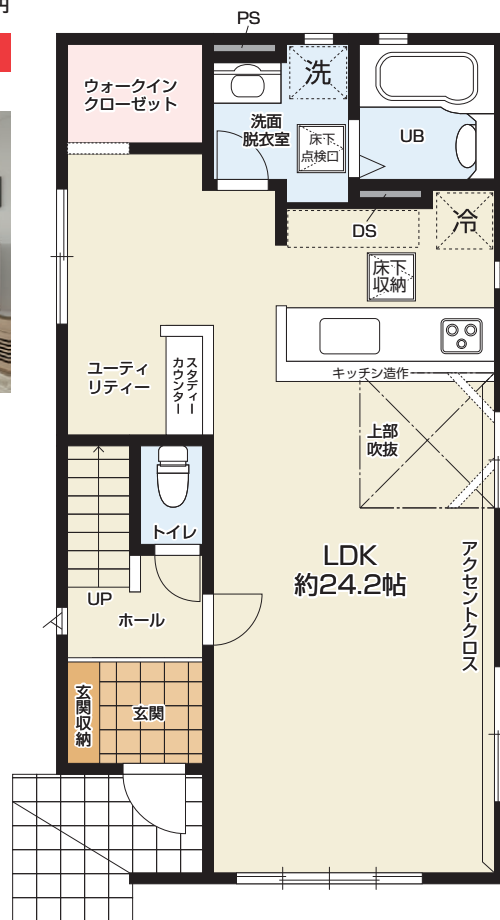 円
PS
ウォークイン
クローゼット
洗
洗面
脱衣室
床下
点検口
UB
DS
冷
床下
収納
キッチン造作
ユーティ
リティー
スタディー
カウンター
上部
吹抜
トイレ
LDK
約24.2帖
アクセントクロス
UP
ホール
玄関収納
玄関